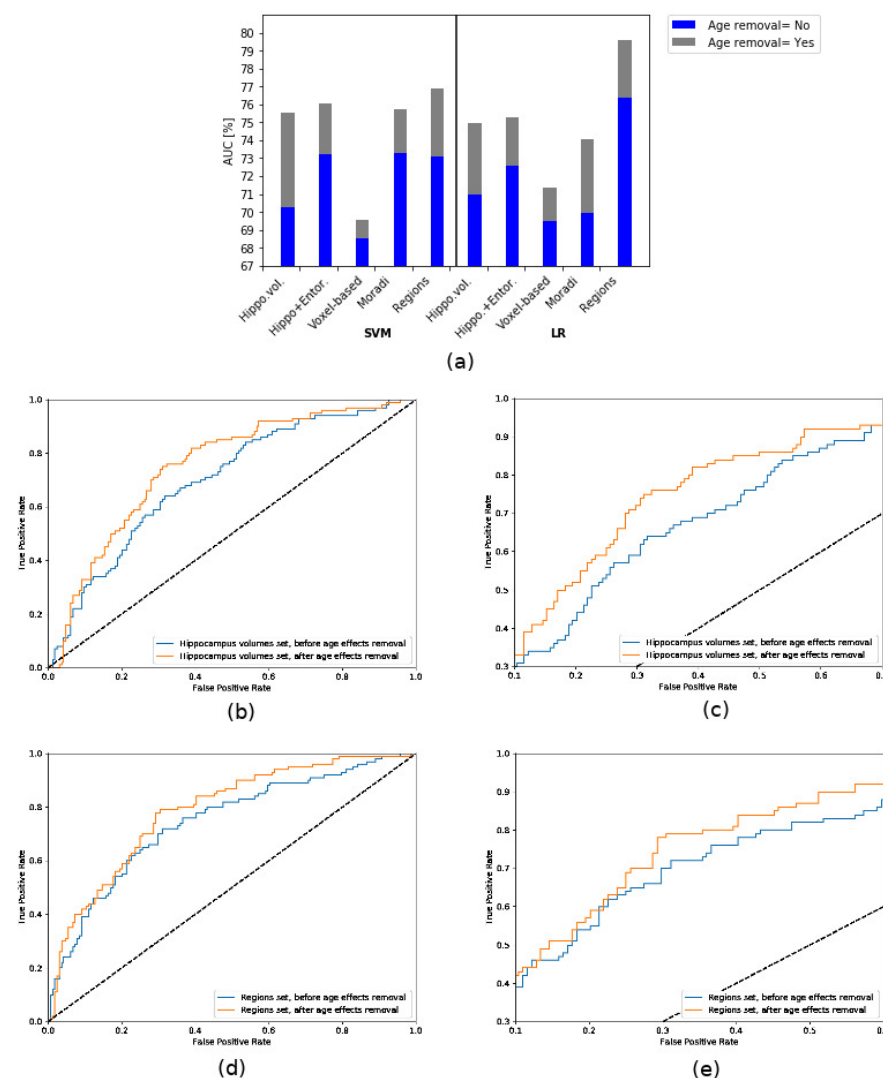 Age removal= No
Age removal= Yes
80
79
78
77
76
75
74
73
72
71
70
69
68
67
AUC [%]
Hippo.vol.
Hippo+Entor.
Voxel-based
Moradi
Regions
Hippo.vol.
Hippo.+Entor.
Voxel-based
Moradi
Regions
SVM LR
(a)
1.0
0.8
0.6
0.4
0.2
0.0
True Positive Rate
Hippocampus volumes set, before age effects removal
Hippocampus volumes set, after age effects removal
0.0 0.2 0.4 0.6 0.8 1.0
False Positive Rate
(b)
1.0
0.9
0.8
0.7
0.6
0.5
0.4
0.3
True Positive Rate
Hippocampus volumes set, before age effects removal
Hippocampus volumes set, after age effects removal
0.1 0.2 0.3 0.4 0.5 0.6
False Positive Rate
(c)
1.0
0.8
0.6
0.4
0.2
0.0
True Positive Rate
Regions set, before age effects removal
Regions set, after age effects removal
0.0 0.2 0.4 0.6 0.8 1.0
False Positive Rate
(d)
1.0
0.9
0.8
0.7
0.6
0.5
0.4
0.3
True Positive Rate
Regions set, before age effects removal
Regions set, after age effects removal
0.1 0.2 0.3 0.4 0.5
False Positive Rate
(e)